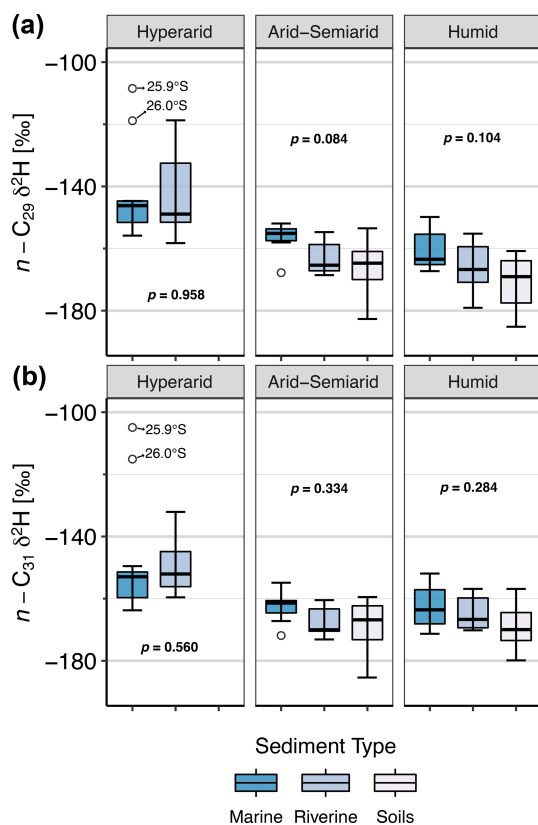 (a)
Hyperarid
Arid–Semiarid
Humid
n – C29 δ²H [‰]
−100
−140
−180
25.9°S
26.0°S
p = 0.958
p = 0.084
p = 0.104
(b)
Hyperarid
Arid–Semiarid
Humid
n – C31 δ²H [‰]
−100
−140
−180
25.9°S
26.0°S
p = 0.560
p = 0.334
p = 0.284
Sediment Type
Marine Riverine Soils